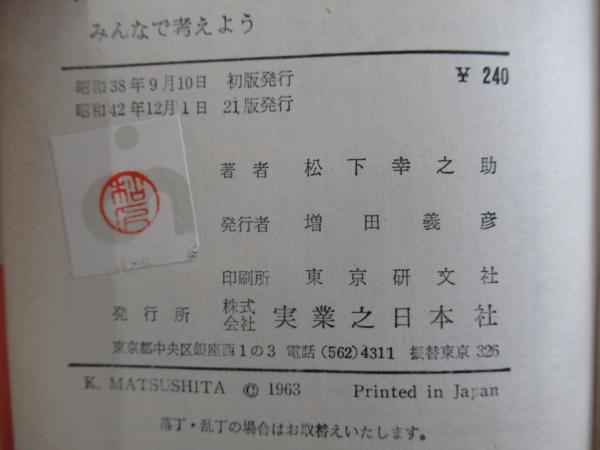 みんなで考えよう
昭和38年9月10日 初版発行 ¥ 240
昭和42年12月1日 21版発行
著者 松下幸之助
発行者 増田義彦
印刷所 東京研文社
発行所 株式会社 実業之日本社
東京都中央区銀座西1の3 電話 (562) 4311 振替東京 326
K. MATSUSHITA © 1963 Printed in Japan
落丁・乱丁の場合はお取替えいたします。